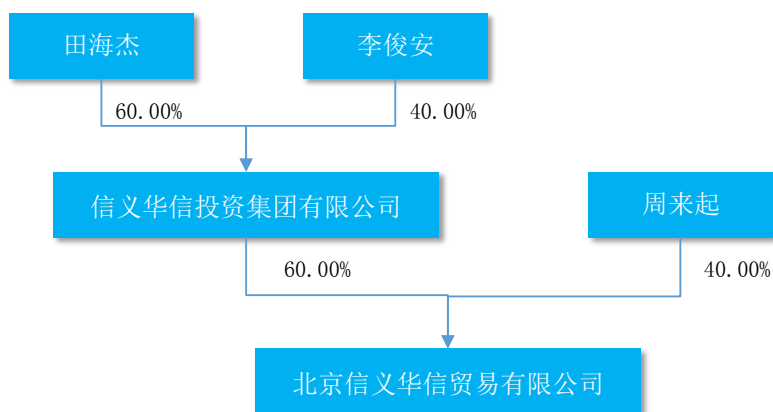 田海杰
李俊安
60.00%
40.00%
信义华信投资集团有限公司
周来起
60.00%
40.00%
北京信义华信贸易有限公司